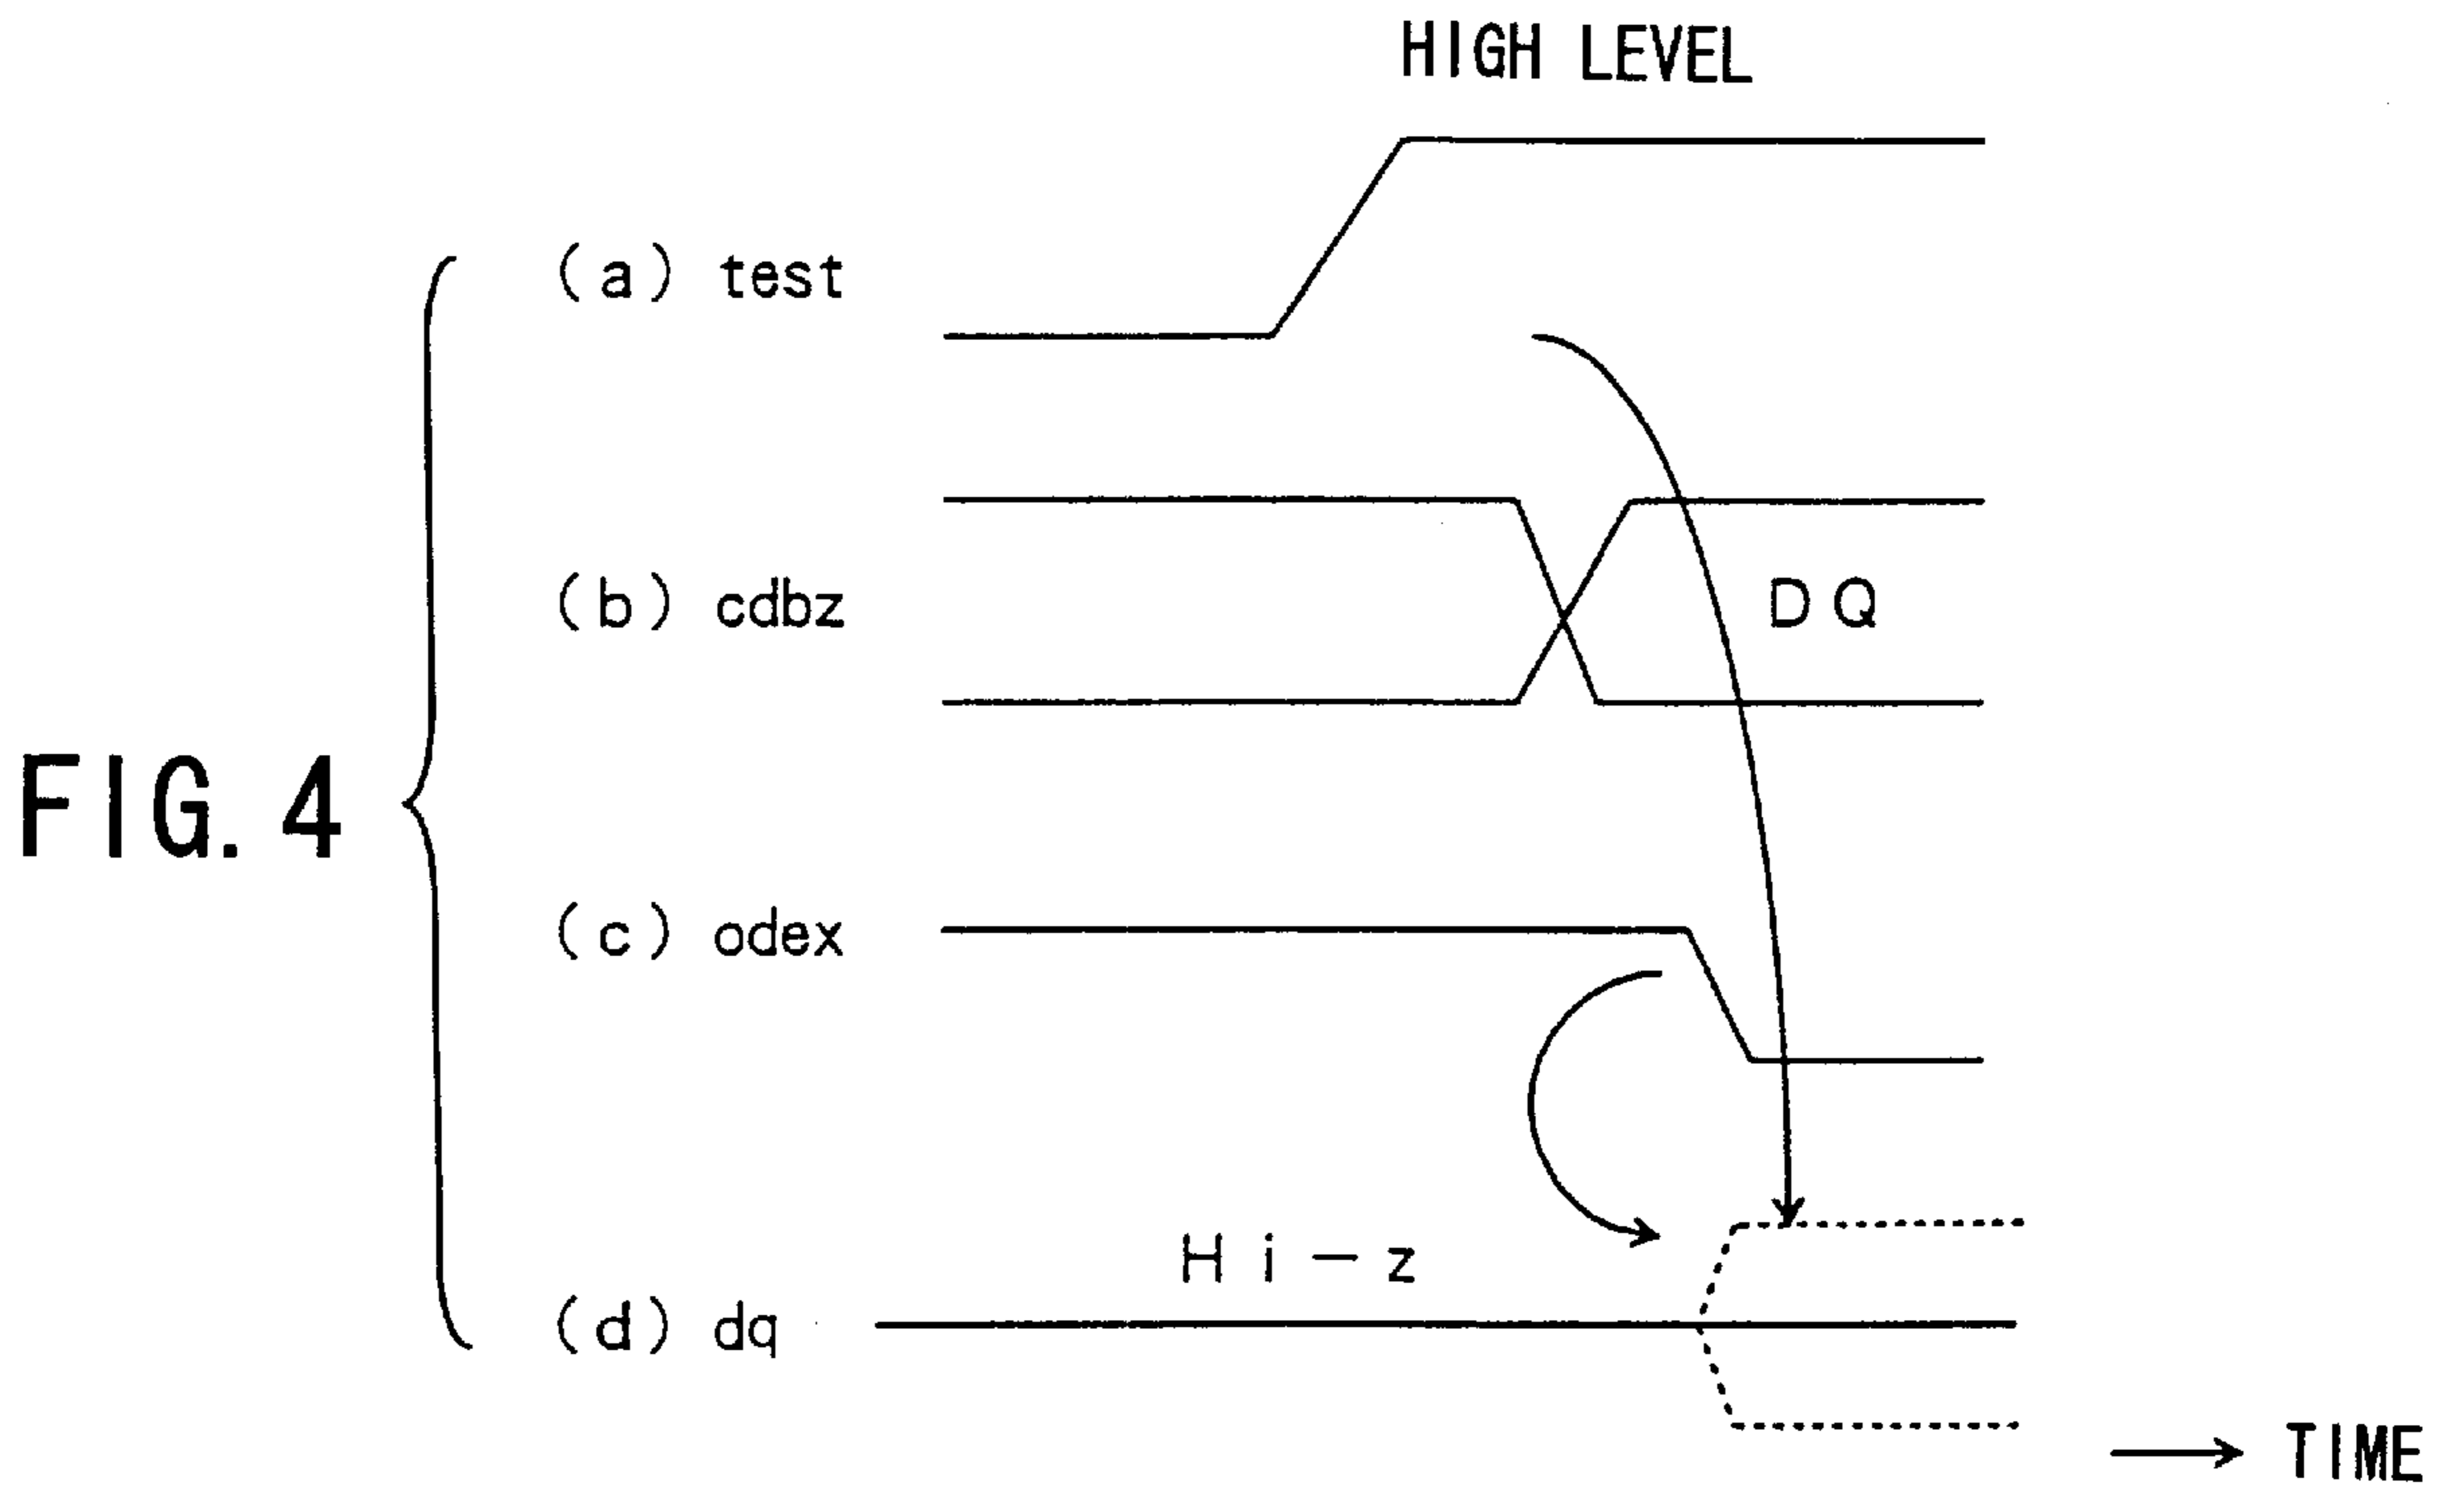 HIGH LEVEL
(a) test
(b) cdbz
DQ
FIG. 4
(c) odex
Hi-z
(d) dq
TIME